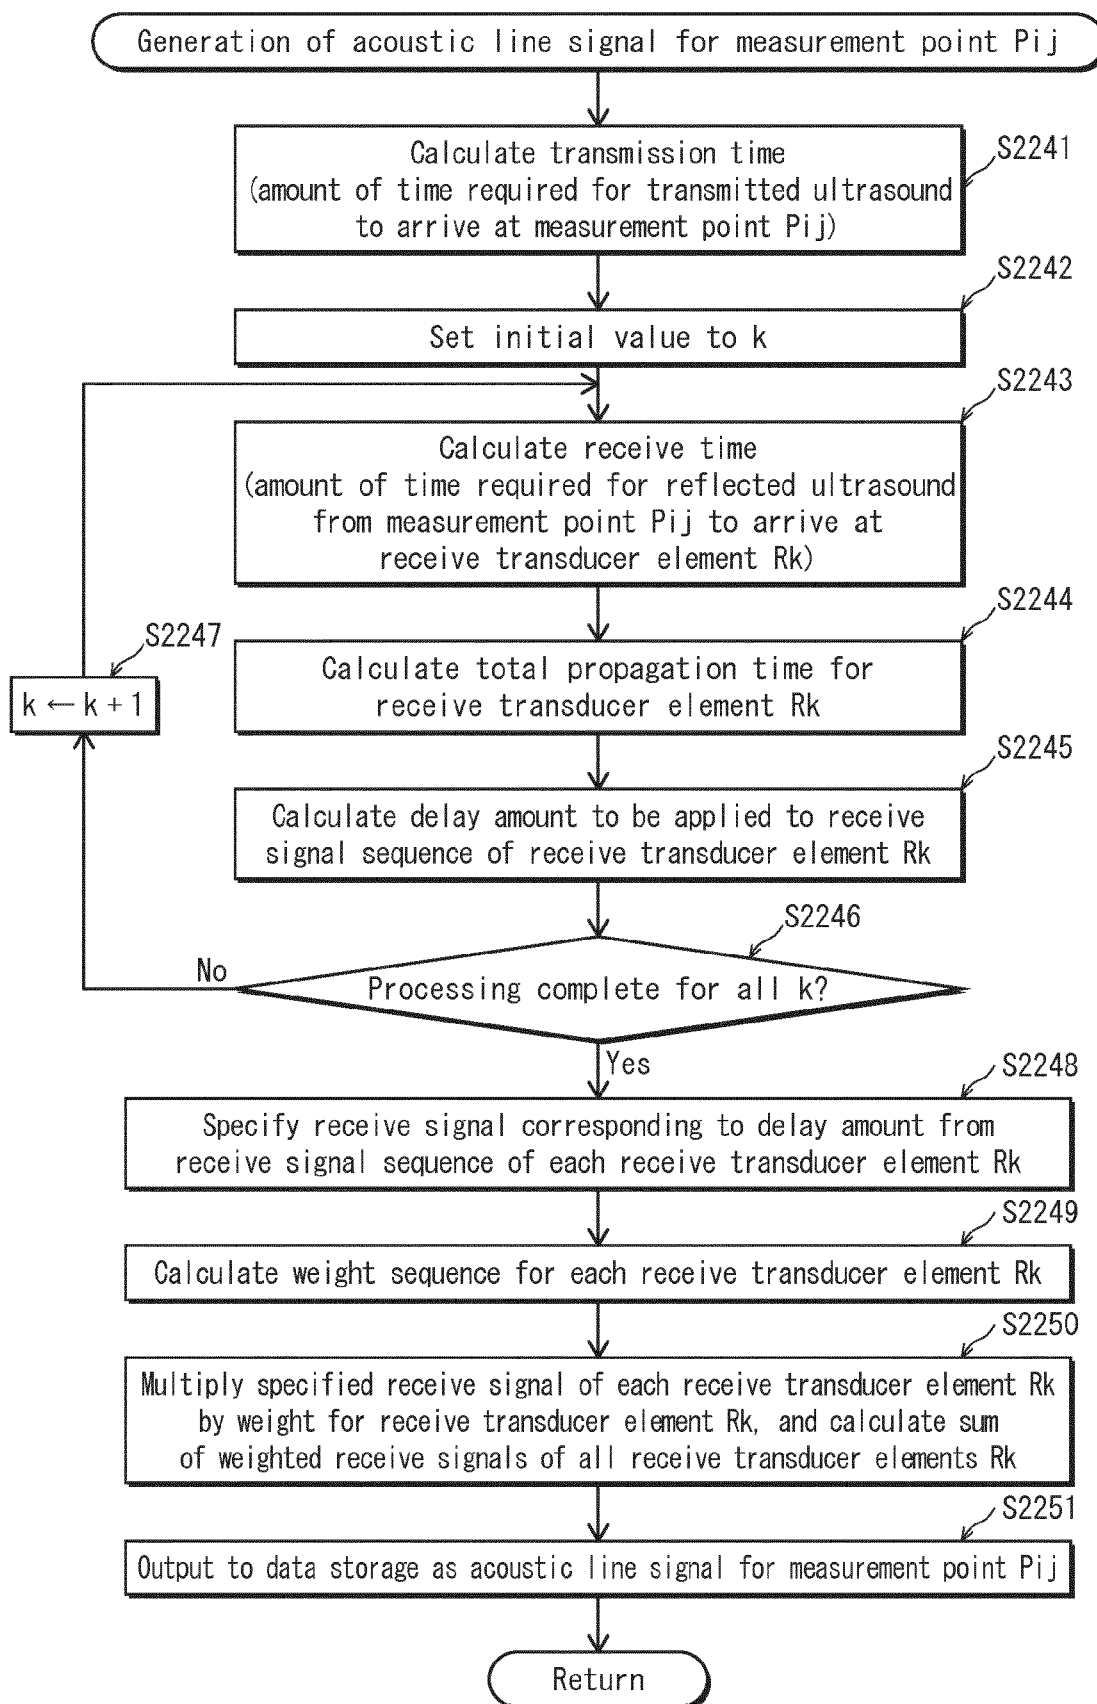 Generation of acoustic line signal for measurement point Pij
S2241
Calculate transmission time
(amount of time required for transmitted ultrasound
to arrive at measurement point Pij)
S2242
Set initial value to k
S2243
Calculate receive time
(amount of time required for reflected ultrasound
from measurement point Pij to arrive at
receive transducer element Rk)
S2244
Calculate total propagation time for
receive transducer element Rk
S2247
k ← k + 1
S2245
Calculate delay amount to be applied to receive
signal sequence of receive transducer element Rk
S2246
Processing complete for all k?
No
Yes
S2248
Specify receive signal corresponding to delay amount from
receive signal sequence of each receive transducer element Rk
S2249
Calculate weight sequence for each receive transducer element Rk
S2250
Multiply specified receive signal of each receive transducer element Rk
by weight for receive transducer element Rk, and calculate sum
of weighted receive signals of all receive transducer elements Rk
S2251
Output to data storage as acoustic line signal for measurement point Pij
Return